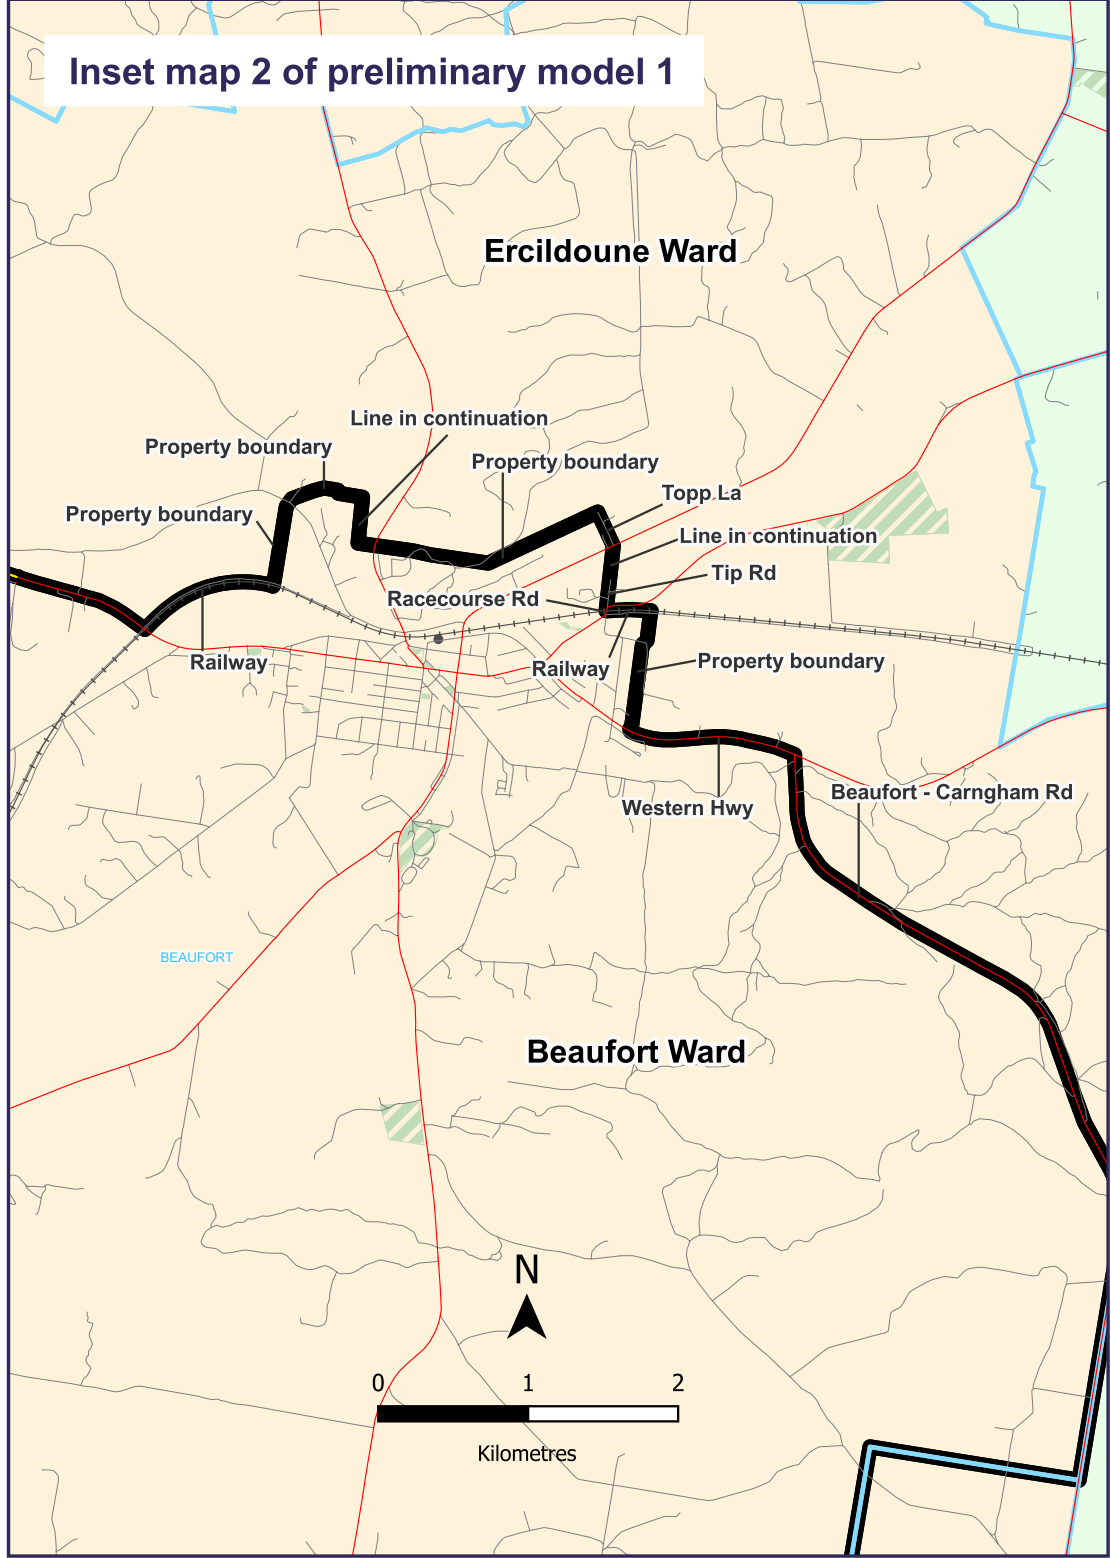 Inset map 2 of preliminary model 1
Ercildoune Ward
Line in continuation
Property boundary
Property boundary
Topp La
Property boundary
Line in continuation
Tip Rd
Racecourse Rd
Railway
Railway
Property boundary
Western Hwy
Beaufort - Carngham Rd
BEAUFORT
Beaufort Ward
N
0 1 2
Kilometres